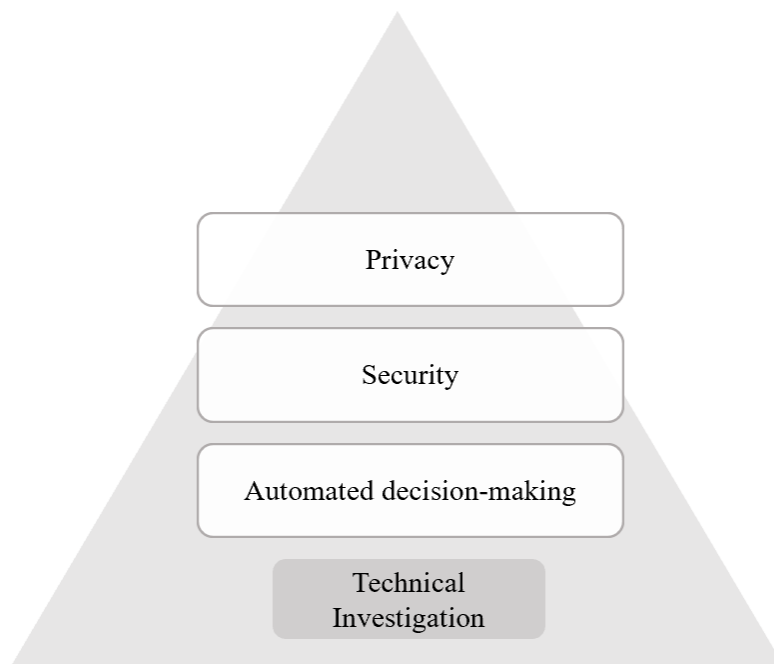 Privacy
Security
Automated decision-making
Technical
Investigation